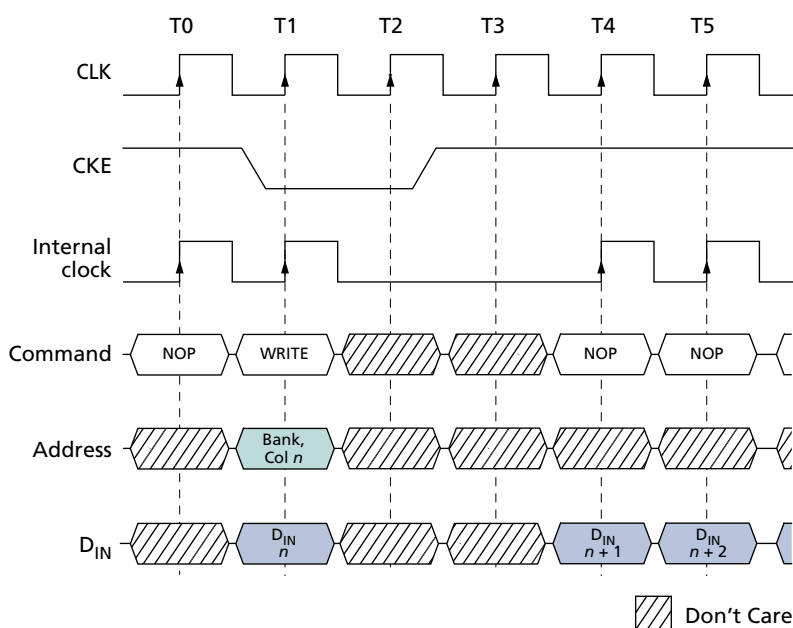 T0 T1 T2 T3 T4 T5
CLK
CKE
Internal
clock
Command NOP WRITE NOP NOP
Address Bank,
Col n
DIN DIN
n DIN
n + 1 DIN
n + 2
Don't Care